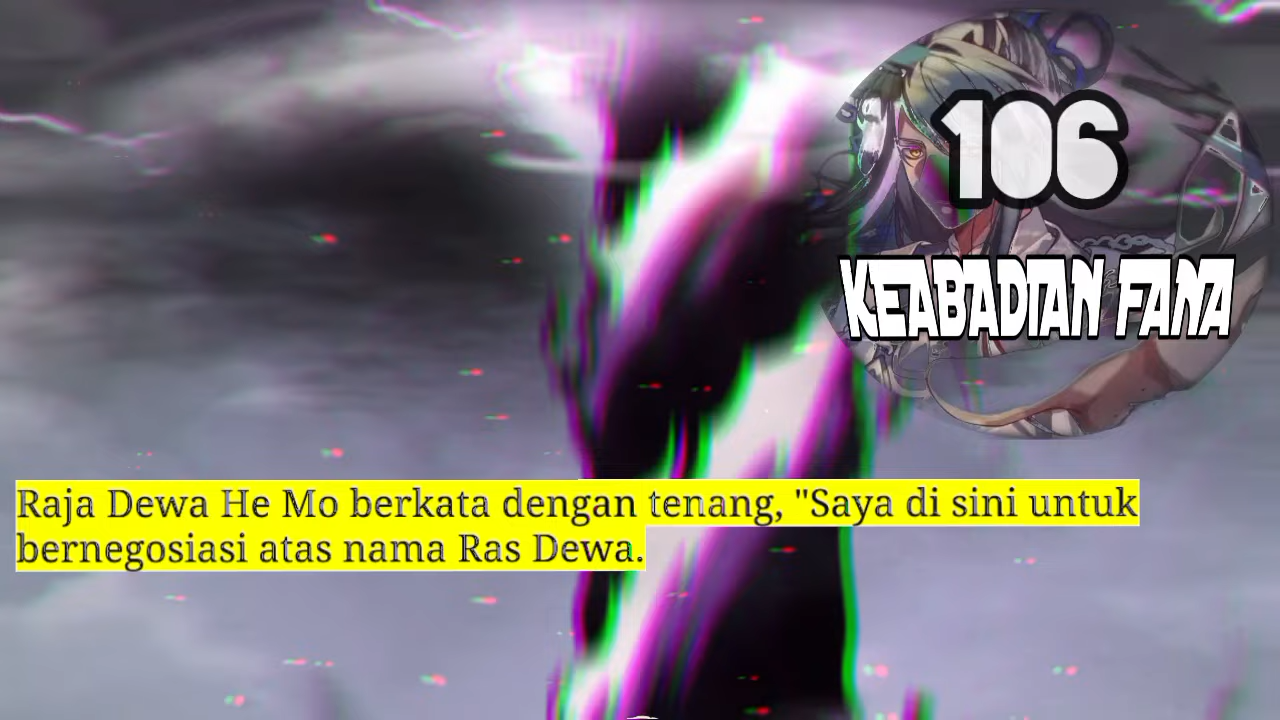 106
KEABADIAN FANA
Raja Dewa He Mo berkata dengan tenang, "Saya di sini untuk
bernegosiasi atas nama Ras Dewa.